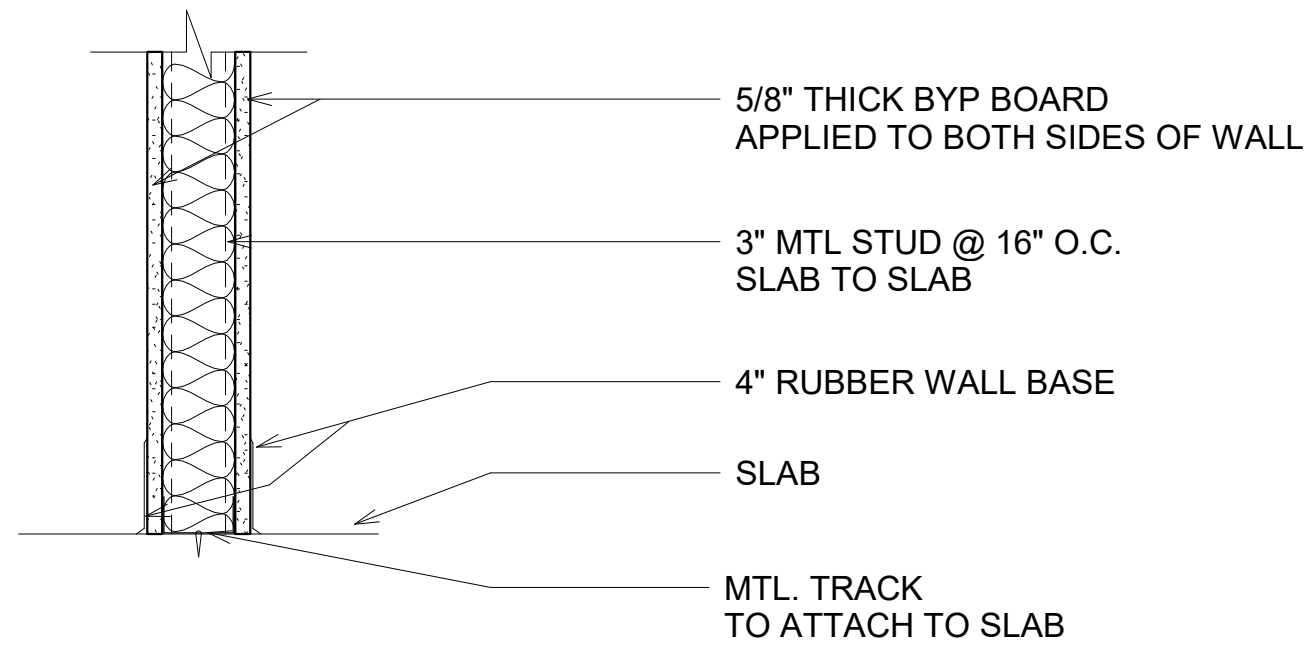 5/8" THICK BYP BOARD
APPLIED TO BOTH SIDES OF WALL
3" MTL STUD @ 16" O.C.
SLAB TO SLAB
4" RUBBER WALL BASE
SLAB
MTL. TRACK
TO ATTACH TO SLAB